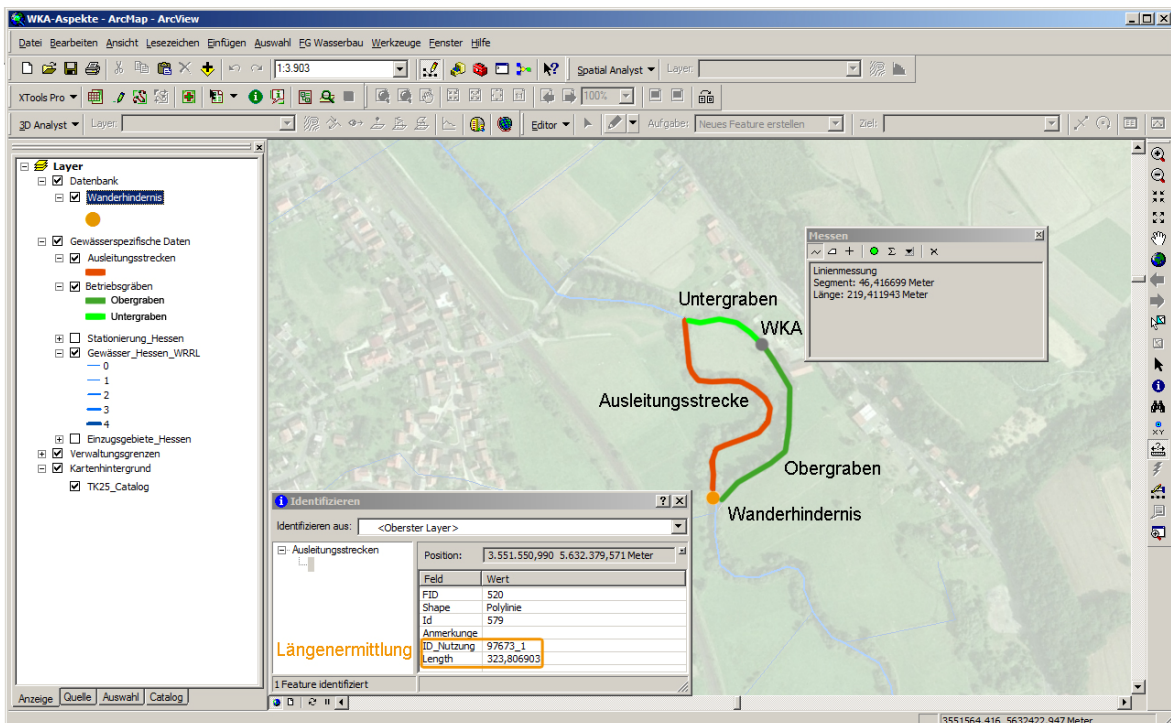 WKA-Aspekte - ArcMap - ArcView
Datei Bearbeiten Ansicht Lesezeichen Einfügen Auswahl FG Wasserbau Werkzeuge Fenster Hilfe
1:3.903 Spatial Analyst Layer:
XTools Pro 100%
3D Analyst Layer: Editor Aufgabe: Neues Feature erstellen Ziel:
Layer
Datenbank
Wanderhindernis
Gewässerspezifische Daten
Ausleitungsstrecken
Betriebsgräben
Obergraben
Untergraben
Stationierung_Hessen
Gewässer_Hessen_WRRL
0
1
2
3
4
Einzugsgebiete_Hessen
Verwaltungsgrenzen
Kartenhintergrund
TK25_Catalog
Anzeige Quelle Auswahl Catalog
Untergraben
WKA
Ausleitungsstrecke
Obergraben
Wanderhindernis
Messen
Linienmessung
Segment: 46,416699 Meter
Länge: 219,411943 Meter
Identifizieren
Identifizieren aus: <Oberster Layer>
Ausleitungsstrecken
Position: 3.551.550,990 5.632.379,571 Meter
Feld Wert
FID 520
Shape Polylinie
Id 579
Anmerkunge
ID_Nutzung 97673_1
Length 323,806903
Längenermittlung
1 Feature identifiziert
3551564,416 5632422,947 Meter